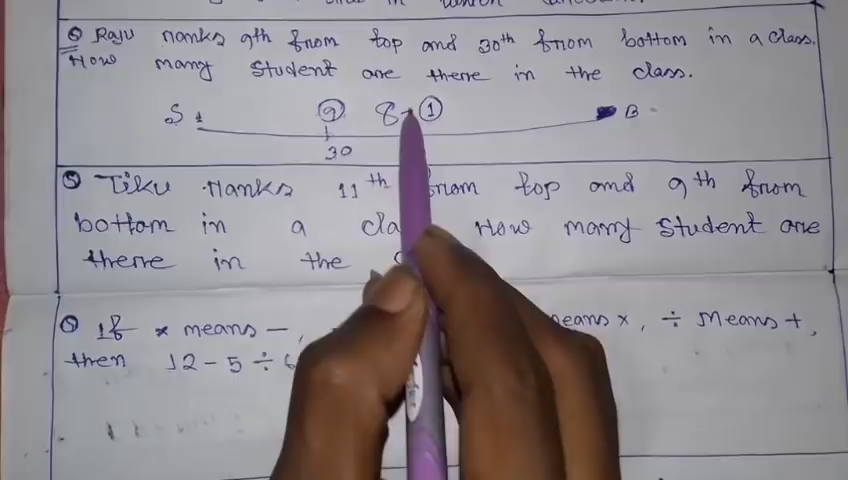 Q Raju ranks 9th from top and 30th from bottom in a class.
How many student are there in the class.
S 1 9 8+1 B
30
Q Tiku ranks 11th from top and 9th from
bottom in a How many student are
there in the
Q If × means −, means ×, ÷ means +,
then 12 - 5 ÷ 6